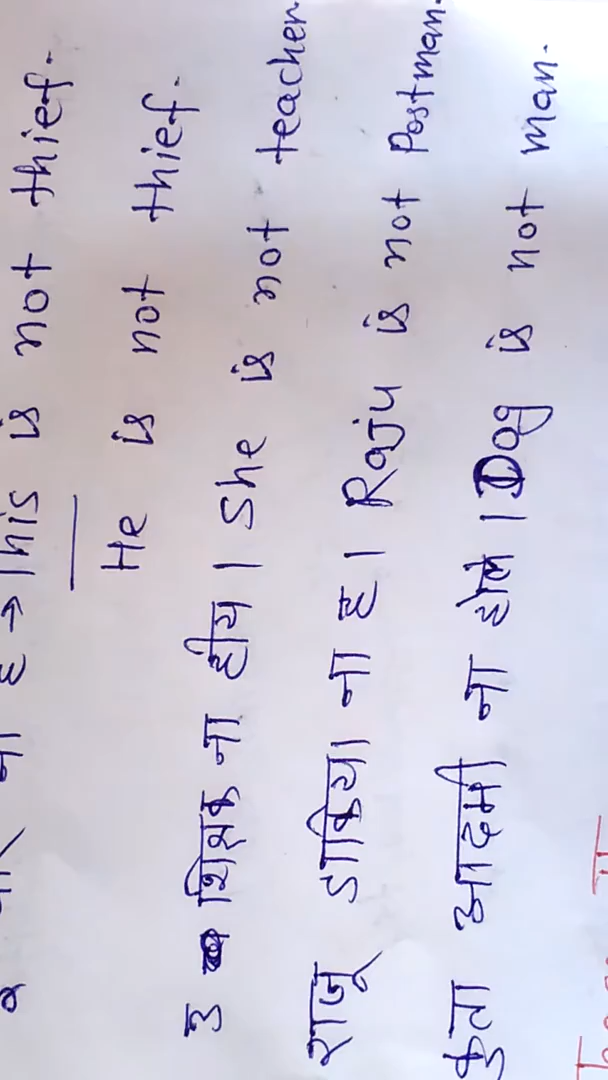 चोर ना ह → This is not thief.
He is not thief.
उ शिक्षक ना हीय। She is not teacher
राजू डाकिया ना ह। Raju is not Postman.
कुता आदमी ना होले। Dog is not man.